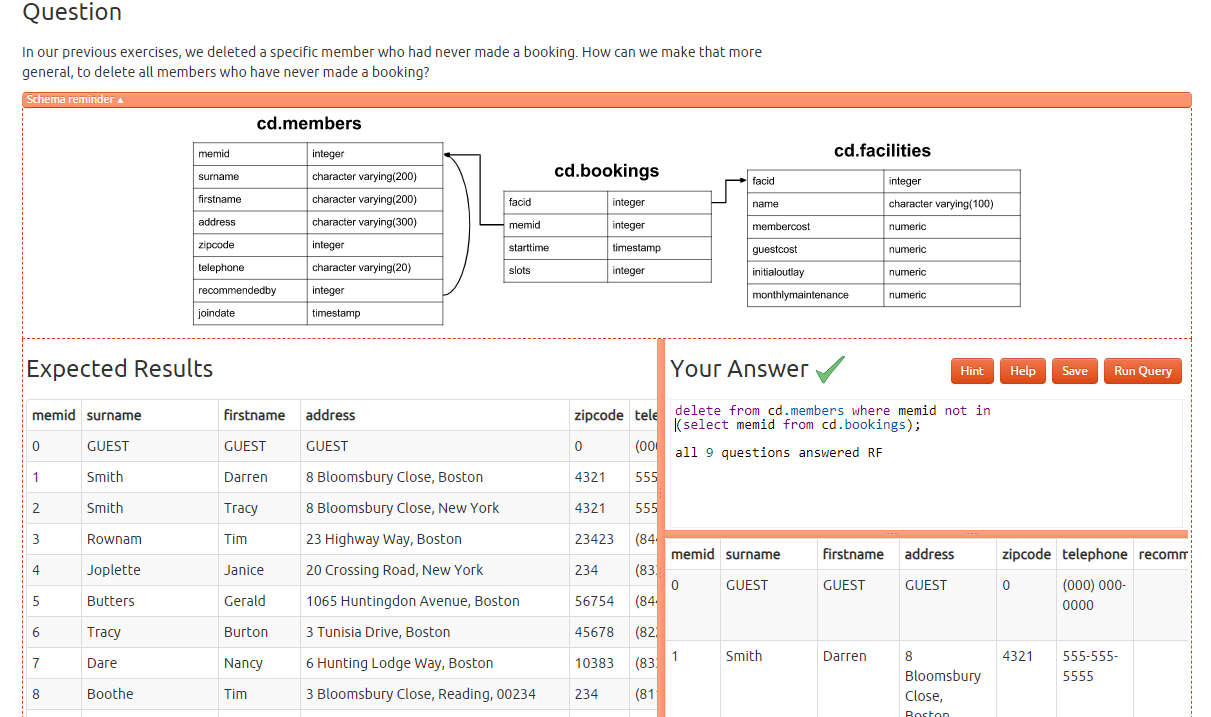 Question
In our previous exercises, we deleted a specific member who had never made a booking. How can we make that more
general, to delete all members who have never made a booking?
Schema reminder ▲
cd.members
memid integer
surname character varying(200)
firstname character varying(200)
address character varying(300)
zipcode integer
telephone character varying(20)
recommendedby integer
joindate timestamp
cd.bookings
facid integer
memid integer
starttime timestamp
slots integer
cd.facilities
facid integer
name character varying(100)
membercost numeric
guestcost numeric
initialoutlay numeric
monthlymaintenance numeric
Expected Results
memid surname firstname address zipcode tele
0 GUEST GUEST GUEST 0 (000
1 Smith Darren 8 Bloomsbury Close, Boston 4321 555
2 Smith Tracy 8 Bloomsbury Close, New York 4321 555
3 Rownam Tim 23 Highway Way, Boston 23423 (84
4 Joplette Janice 20 Crossing Road, New York 234 (83
5 Butters Gerald 1065 Huntingdon Avenue, Boston 56754 (84
6 Tracy Burton 3 Tunisia Drive, Boston 45678 (82
7 Dare Nancy 6 Hunting Lodge Way, Boston 10383 (83
8 Boothe Tim 3 Bloomsbury Close, Reading, 00234 234 (81
Your Answer
Hint Help Save Run Query
delete from cd.members where memid not in
(select memid from cd.bookings);
all 9 questions answered RF
memid surname firstname address zipcode telephone recomm
0 GUEST GUEST GUEST 0 (000) 000-
0000
1 Smith Darren 8 4321 555-555-
Bloomsbury 5555
Close,
Boston